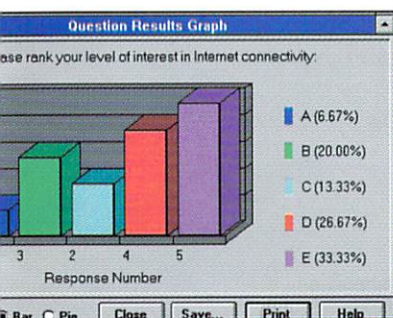 Question Results Graph
ase rank your level of interest in Internet connectivity:
A (6.67%)
B (20.00%)
C (13.33%)
D (26.67%)
E (33.33%)
3 2 4 5
Response Number
Bar Pie Close Save... Print Help